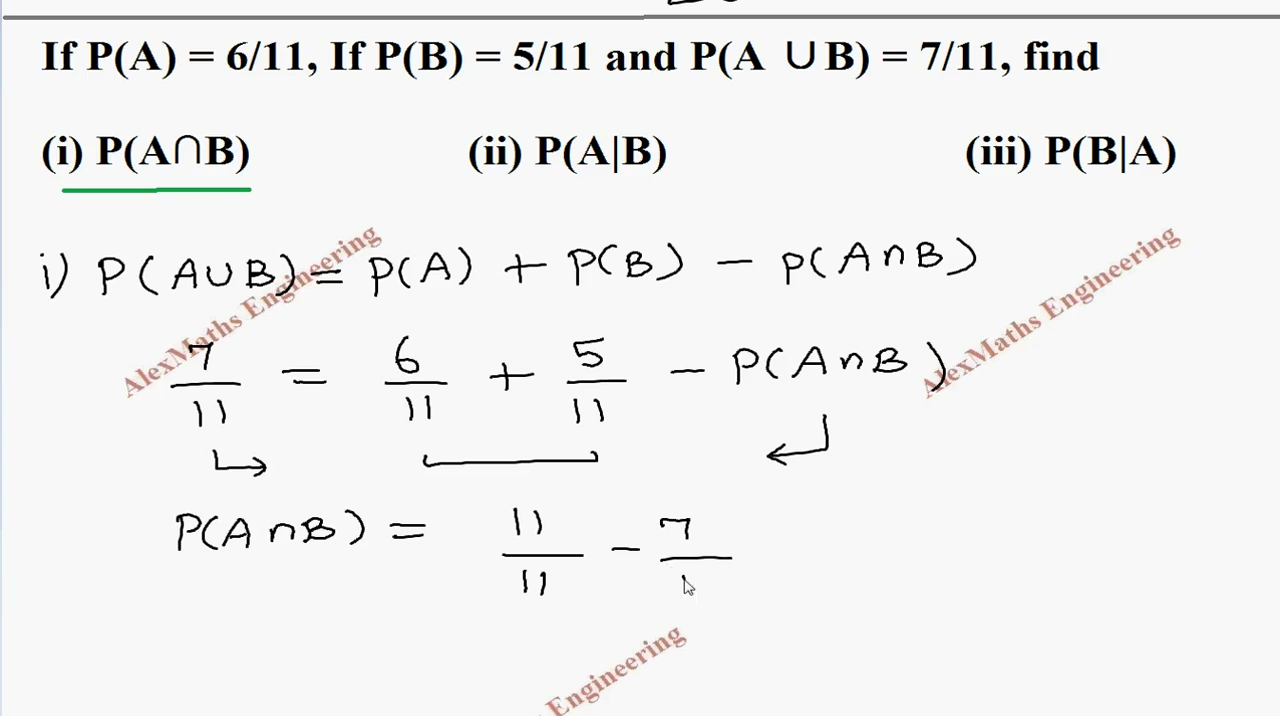 If P(A) = 6/11, If P(B) = 5/11 and P(A ∪ B) = 7/11, find
(i) P(A∩B) (ii) P(A|B) (iii) P(B|A)
i) P(A∪B) = P(A) + P(B) − P(A∩B)
7/11 = 6/11 + 5/11 − P(A∩B)
P(A∩B) = 11/11 − 7/
AlexMaths Engineering
AlexMaths Engineering
s Engineering